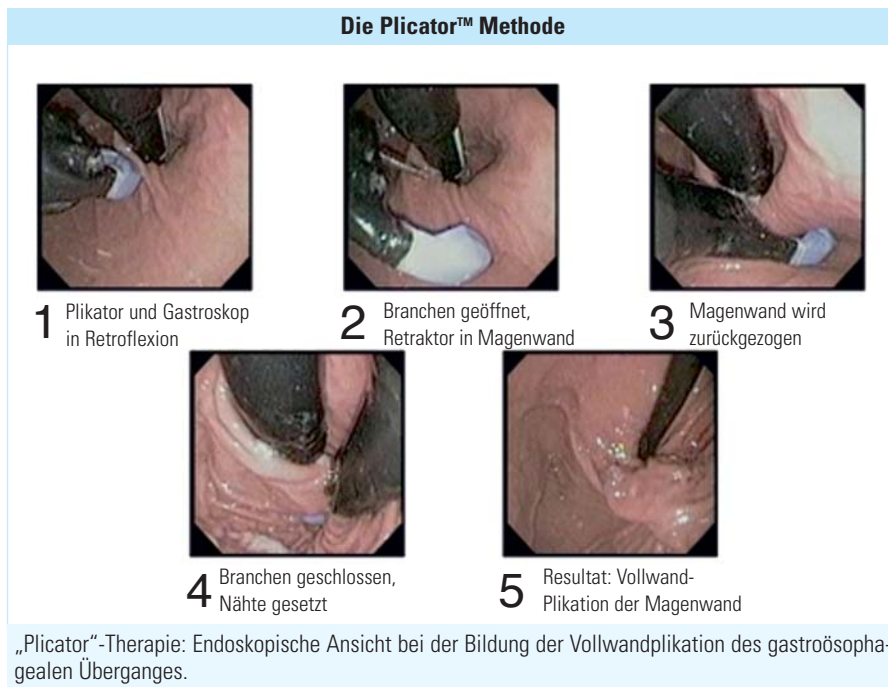 Die Plicator™ Methode
1 Plikator und Gastroskop
in Retroflexion
2 Branchen geöffnet,
Retraktor in Magenwand
3 Magenwand wird
zurückgezogen
4 Branchen geschlossen,
Nähte gesetzt
5 Resultat: Vollwand-
Plikation der Magenwand
„Plicator“-Therapie: Endoskopische Ansicht bei der Bildung der Vollwandplikation des gastroösopha-
gealen Überganges.